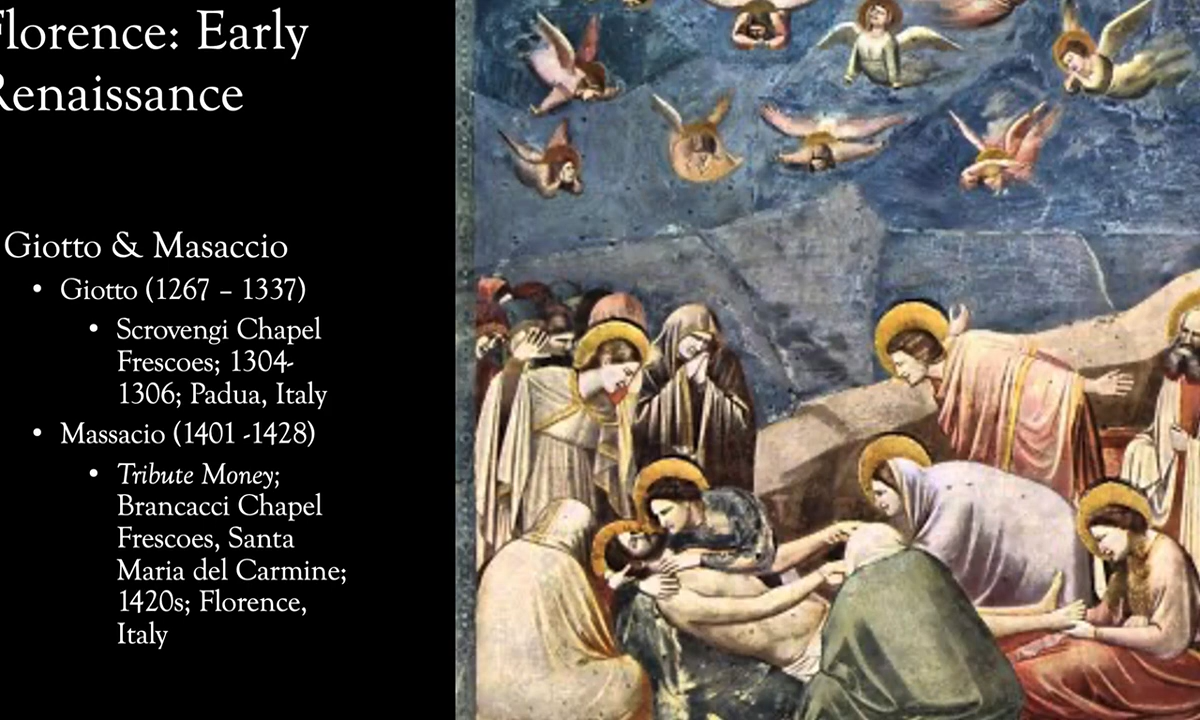 Florence: Early
Renaissance
Giotto & Masaccio
• Giotto (1267 – 1337)
• Scrovengi Chapel
Frescoes; 1304-
1306; Padua, Italy
• Massacio (1401 -1428)
• Tribute Money;
Brancacci Chapel
Frescoes, Santa
Maria del Carmine;
1420s; Florence,
Italy